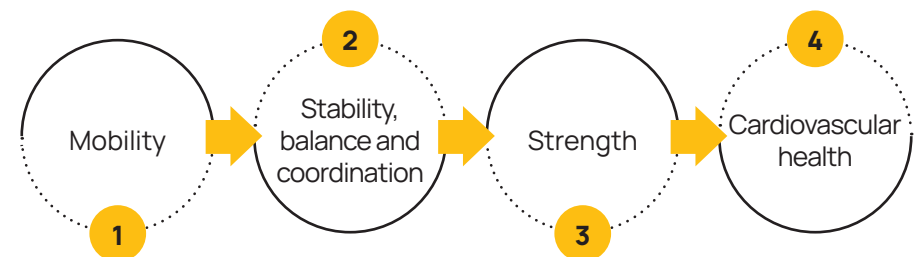 Mobility
1
2
Stability,
balance and
coordination
Strength
3
4
Cardiovascular
health